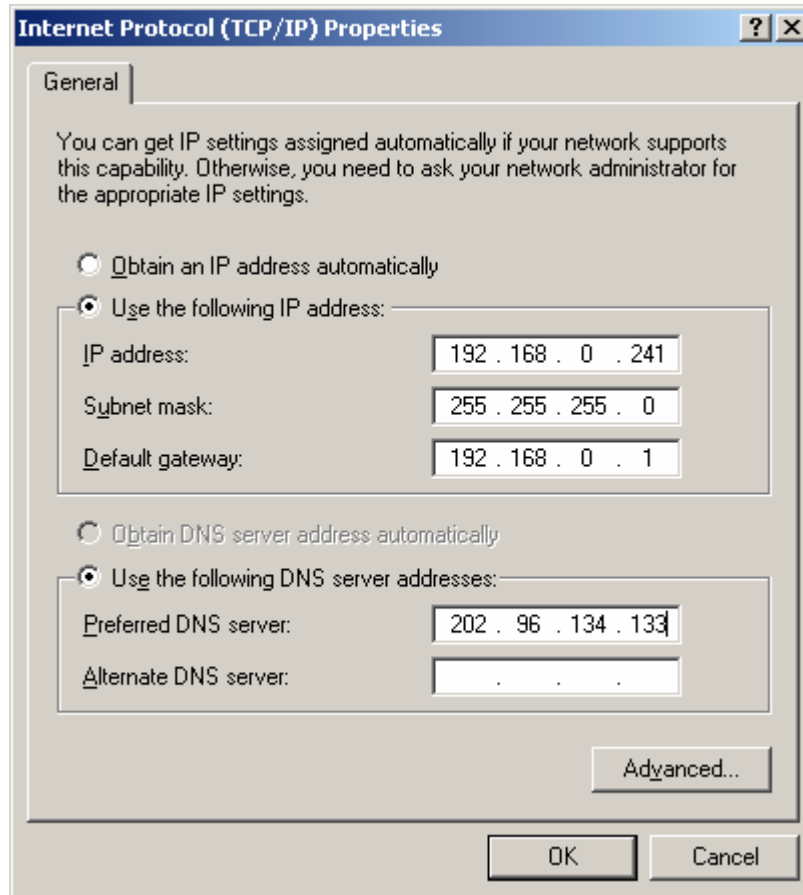 Internet Protocol (TCP/IP) Properties
General
You can get IP settings assigned automatically if your network supports
this capability. Otherwise, you need to ask your network administrator for
the appropriate IP settings.
Obtain an IP address automatically
Use the following IP address:
IP address: 192 . 168 . 0 . 241
Subnet mask: 255 . 255 . 255 . 0
Default gateway: 192 . 168 . 0 . 1
Obtain DNS server address automatically
Use the following DNS server addresses:
Preferred DNS server: 202 . 96 . 134 . 133
Alternate DNS server: . . .
Advanced...
OK Cancel